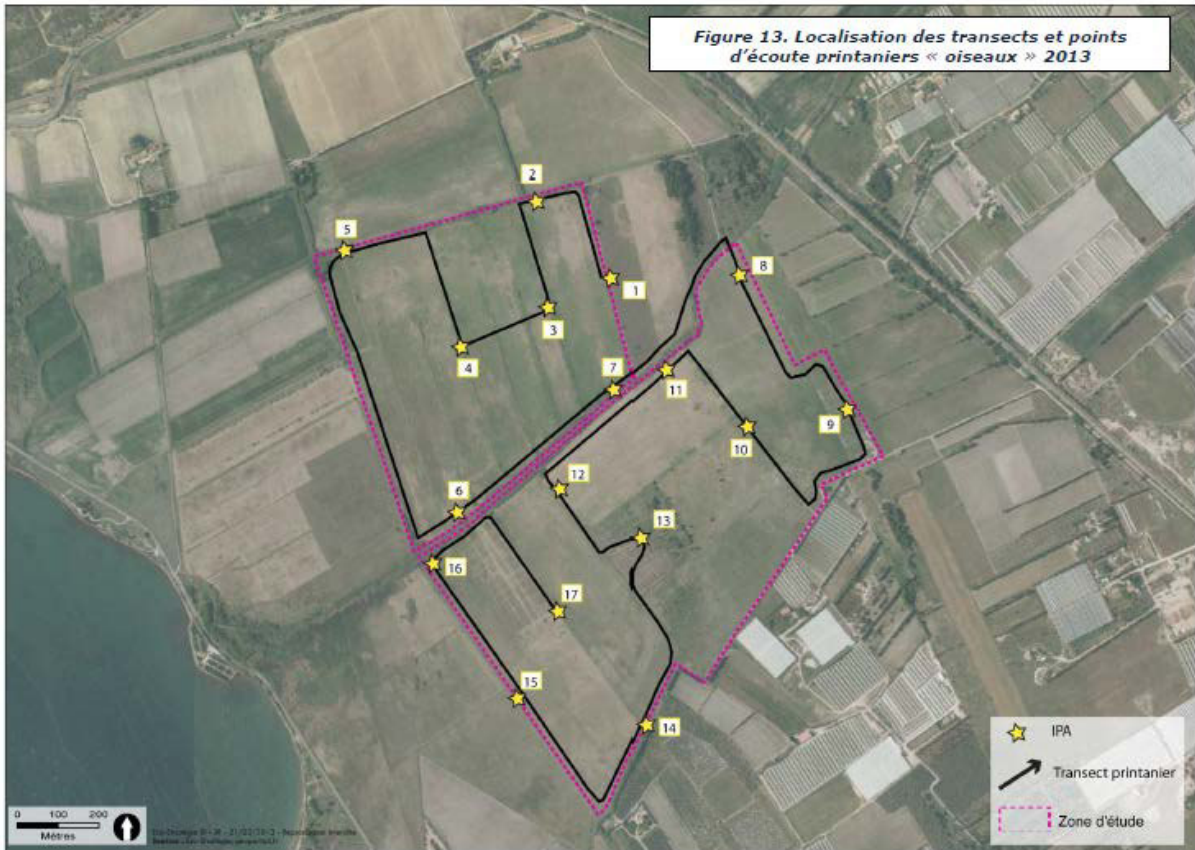 Figure 13. Localisation des transects et points
d'écoute printaniers « oiseaux » 2013
2
5
8
1
3
4
7
11
9
10
6
12
13
16
17
15
14
IPA
Transect printanier
Zone d'étude
0 100 200
Mètres